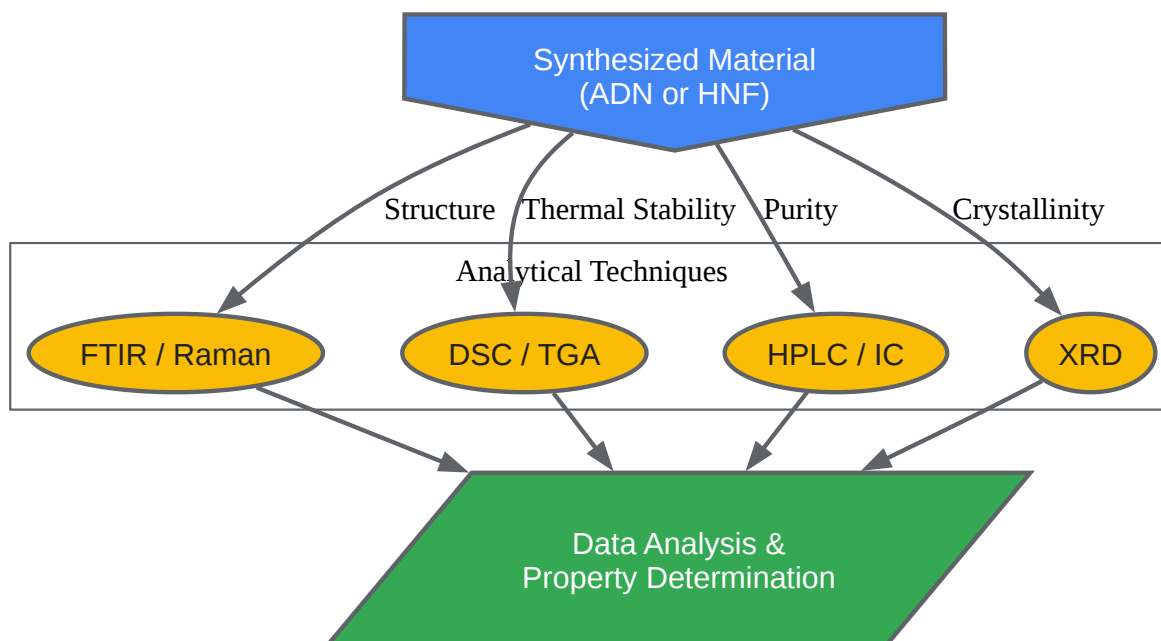 Synthesized Material
(ADN or HNF)
Structure
Thermal Stability
Purity
Crystallinity
Analytical Techniques
FTIR / Raman
DSC / TGA
HPLC / IC
XRD
Data Analysis &
Property Determination